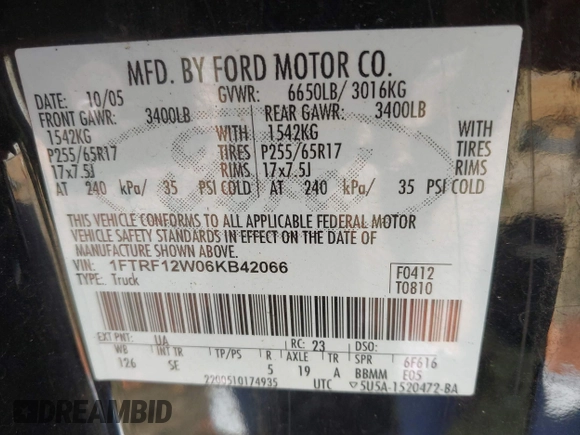 MFD. BY FORD MOTOR CO.
DATE: 10/05 GVWR: 6650LB/ 3016KG
FRONT GAWR: 3400LB REAR GAWR: 3400LB
1542KG WITH 1542KG WITH
P255/65R17 TIRES P255/65R17 TIRES
17x7.5J RIMS 17x7.5J RIMS
AT 240 kPa/ 35 PSI COLD AT 240 kPa/ 35 PSI COLD
THIS VEHICLE CONFORMS TO ALL APPLICABLE FEDERAL MOTOR
VEHICLE SAFETY STANDARDS IN EFFECT ON THE DATE OF
MANUFACTURE SHOWN ABOVE.
VIN: 1FTRF12W06KB42066 F0412
TYPE: Truck T0810
EXT PNT: UA RC: 23 DSO:
WB INT TR TP/PS R AXLE TR SPR 6F616
126 SE 5 19 A BBMM E05
2200510174935 UTC ▽5U5A-1520472-BA
DREAMBID